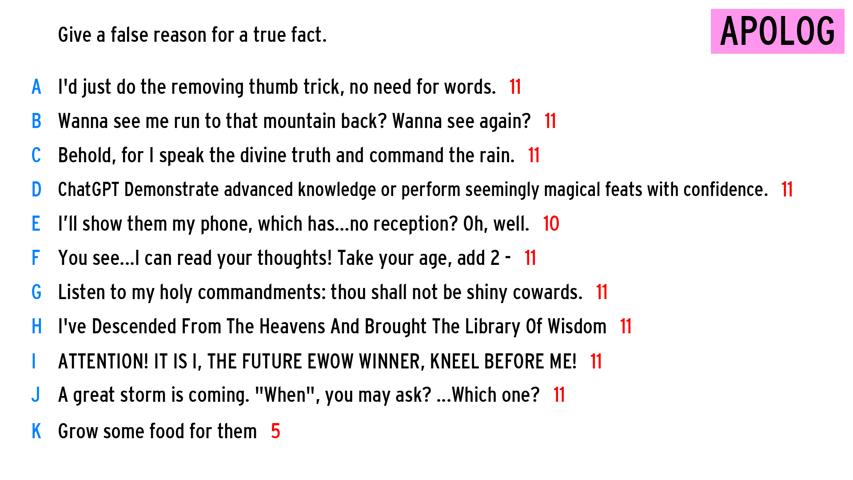 Give a false reason for a true fact.
APOLOG
A I'd just do the removing thumb trick, no need for words. 11
B Wanna see me run to that mountain back? Wanna see again? 11
C Behold, for I speak the divine truth and command the rain. 11
D ChatGPT Demonstrate advanced knowledge or perform seemingly magical feats with confidence. 11
E I’ll show them my phone, which has...no reception? Oh, well. 10
F You see...I can read your thoughts! Take your age, add 2 - 11
G Listen to my holy commandments: thou shall not be shiny cowards. 11
H I've Descended From The Heavens And Brought The Library Of Wisdom 11
I ATTENTION! IT IS I, THE FUTURE EWOW WINNER, KNEEL BEFORE ME! 11
J A great storm is coming. "When", you may ask? ...Which one? 11
K Grow some food for them 5